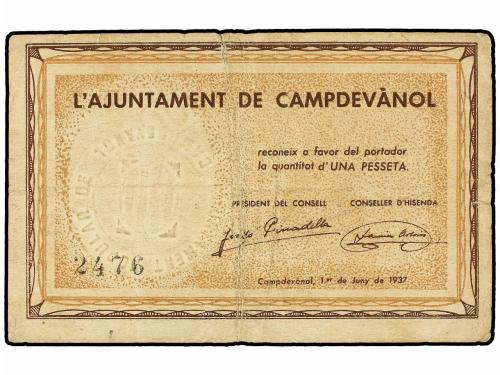 L'AJUNTAMENT DE CAMPDEVÀNOL
reconeix a favor del portador
la quantitat d'UNA PESSETA.
PRESIDENT DEL CONSELL CONSELLER D'HISENDA
2476
Campdevànol, 1er de Juny de 1937